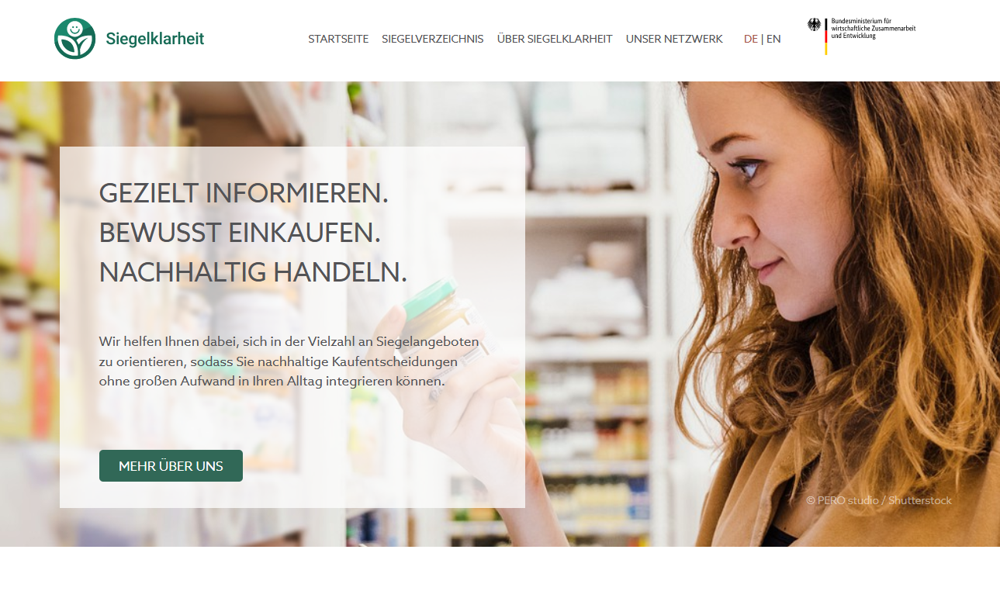 Siegelklarheit
STARTSEITE SIEGELVERZEICHNIS ÜBER SIEGELKLARHEIT UNSER NETZWERK DE | EN
Bundesministerium für
wirtschaftliche Zusammenarbeit
und Entwicklung
GEZIELT INFORMIEREN.
BEWUSST EINKAUFEN.
NACHHALTIG HANDELN.
Wir helfen Ihnen dabei, sich in der Vielzahl an Siegelangeboten
zu orientieren, sodass Sie nachhaltige Kaufentscheidungen
ohne großen Aufwand in Ihren Alltag integrieren können.
MEHR ÜBER UNS
© PERO studio / Shutterstock